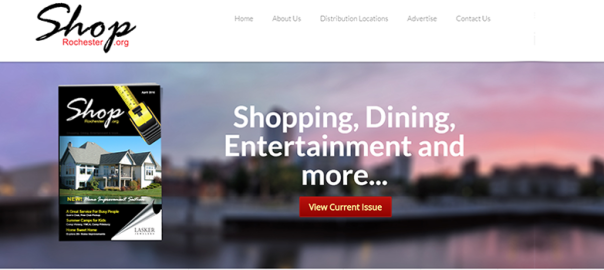 Shop
Rochester .org
Home
About Us
Distribution Locations
Advertise
Contact Us
Shop
Rochester .org
NEW! Home Improvement Section
A Great Service For Busy People
Summer Camps for Kids
Home Sweet Home
LASKER
Shopping, Dining,
Entertainment and
more...
View Current Issue